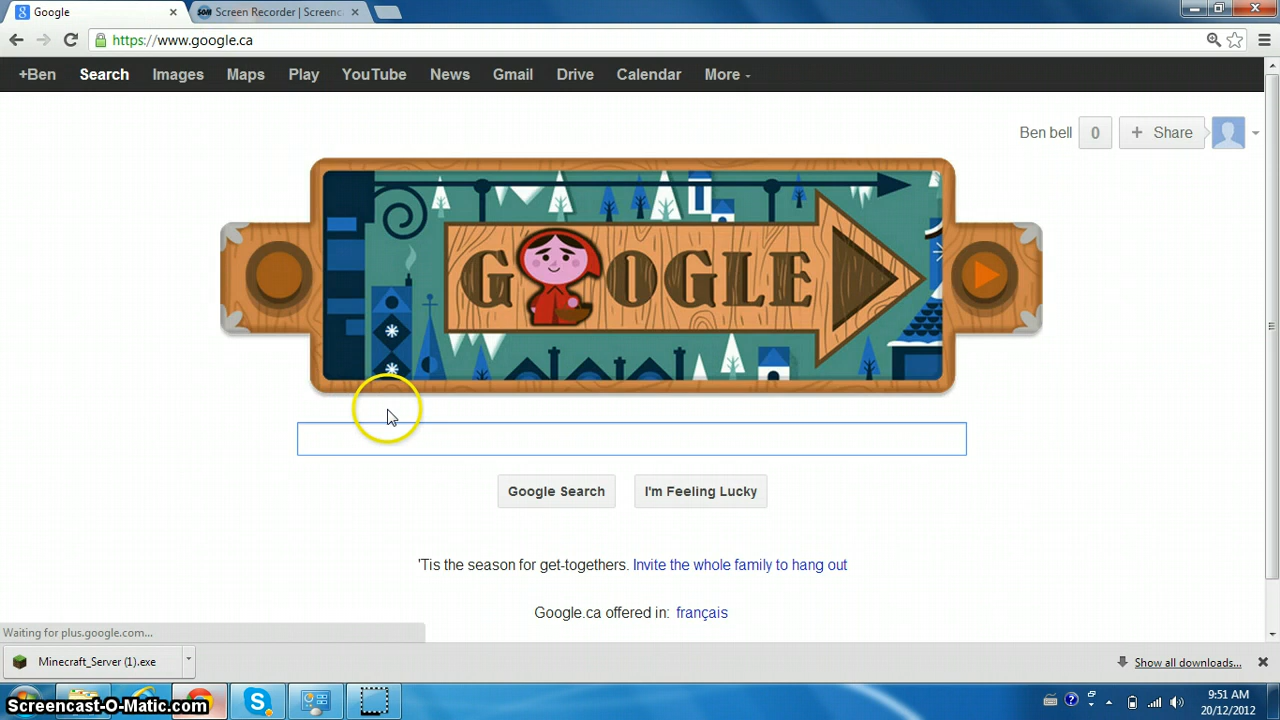 Google
Screen Recorder | Screenca
https://www.google.ca
+Ben Search Images Maps Play YouTube News Gmail Drive Calendar More
Ben bell 0 + Share
GOOGLE
Google Search I'm Feeling Lucky
'Tis the season for get-togethers. Invite the whole family to hang out
Google.ca offered in: français
Waiting for plus.google.com...
Minecraft_Server (1).exe
Show all downloads...
Screencast-O-Matic.com
9:51 AM
20/12/2012